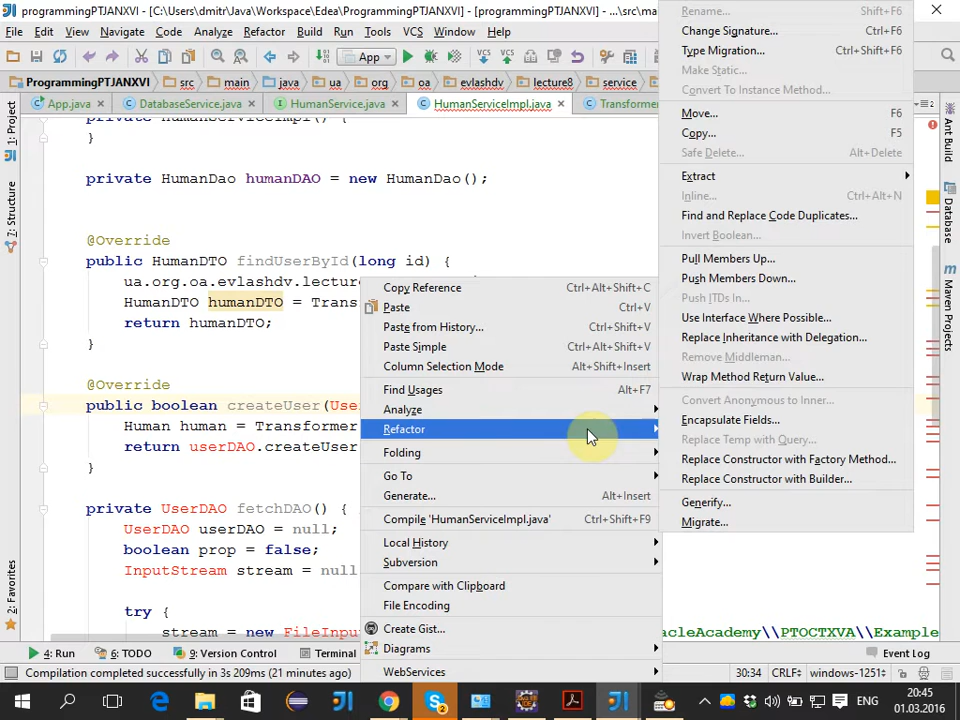 programmingPTJANXVI - [C:\Users\dmitr\Java\Workspace\Edea\programmingPTJANXVI] - [programmingPTJANXVI] - ...\src\ma
File Edit View Navigate Code Analyze Refactor Build Run Tools VCS Window
App
ProgrammingPTJANXVI src main java ua org oa evlashdv lecture8 service
App.java DatabaseService.java HumanService.java HumanServiceImpl.java Transformer
1: Project
7: Structure
2: Favorites
private HumanServiceImpl() {
}
private HumanDao humanDAO = new HumanDao();
@Override
public HumanDTO findUserById(long id) {
ua.org.oa.evlashdv.lectur
HumanDTO humanDTO = Trans
return humanDTO;
}
@Override
public boolean createUser(Use
Human human = Transformer
return userDAO.createUser
}
private UserDAO fetchDAO() {
UserDAO userDAO = null;
boolean prop = false;
InputStream stream = null
try {
stream = new FileInpu
acleAcademy\\PTOCTXVA\\Example
Copy Reference Ctrl+Alt+Shift+C
Paste Ctrl+V
Paste from History... Ctrl+Shift+V
Paste Simple Ctrl+Alt+Shift+V
Column Selection Mode Alt+Shift+Insert
Find Usages Alt+F7
Analyze
Refactor
Folding
Go To
Generate... Alt+Insert
Compile 'HumanServiceImpl.java' Ctrl+Shift+F9
Local History
Subversion
Compare with Clipboard
File Encoding
Create Gist...
Diagrams
WebServices
Rename... Shift+F6
Change Signature... Ctrl+F6
Type Migration... Ctrl+Shift+F6
Make Static...
Convert To Instance Method...
Move... F6
Copy... F5
Safe Delete... Alt+Delete
Extract
Inline... Ctrl+Alt+N
Find and Replace Code Duplicates...
Invert Boolean...
Pull Members Up...
Push Members Down...
Push ITDs In...
Use Interface Where Possible...
Replace Inheritance with Delegation...
Remove Middleman...
Wrap Method Return Value...
Convert Anonymous to Inner...
Encapsulate Fields...
Replace Temp with Query...
Replace Constructor with Factory Method...
Replace Constructor with Builder...
Generify...
Migrate...
Ant Build
Database
Maven Projects
4: Run 6: TODO 9: Version Control Terminal Event Log
Compilation completed successfully in 3s 209ms (21 minutes ago) 30:34 CRLF windows-1251
ENG 20:45
01.03.2016